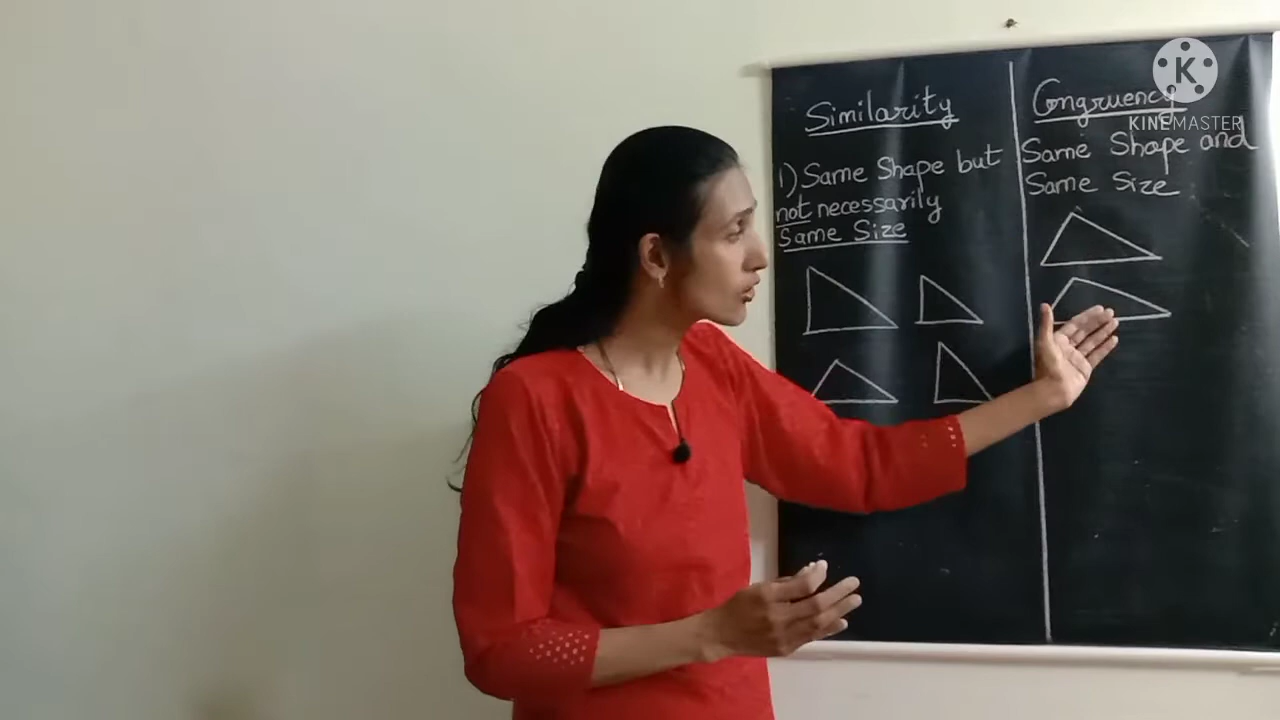 Similarity
1) Same Shape but
not necessarily
Same Size
Congruency
Same Shape and
Same Size
K
KINEMASTER